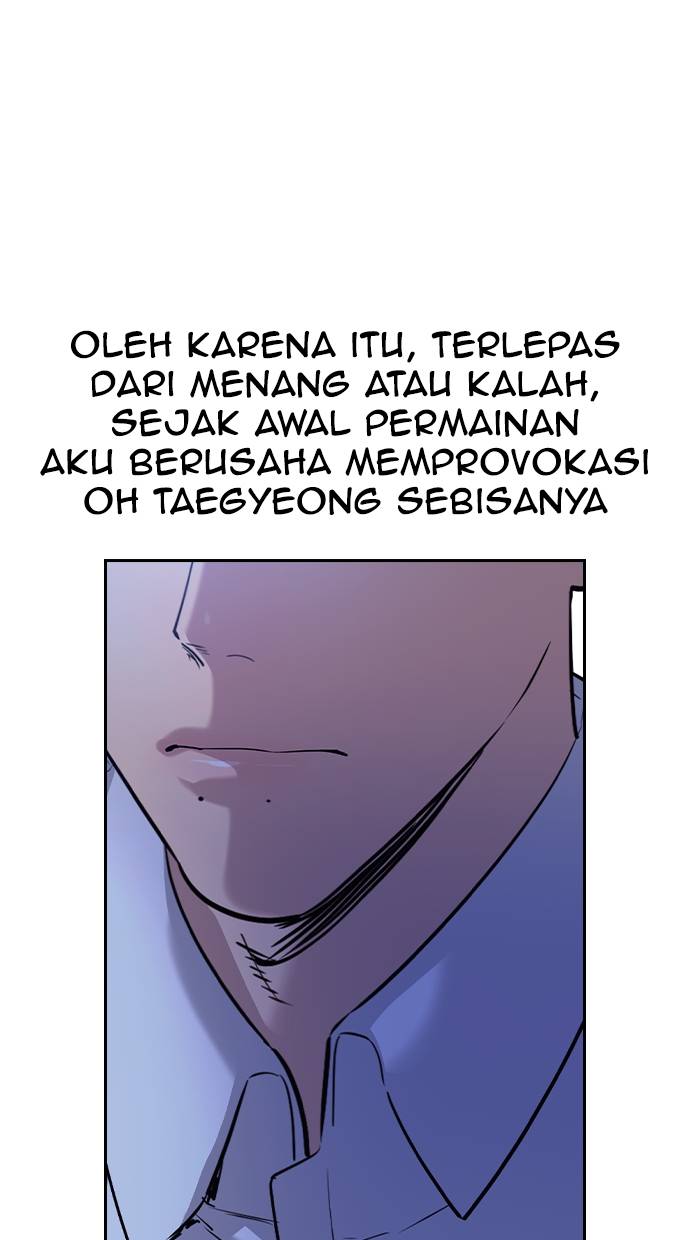 OLEH KARENA ITU, TERLEPAS
DARI MENANG ATAU KALAH,
SEJAK AWAL PERMAINAN
AKU BERUSAHA MEMPROVOKASI
OH TAEGYEONG SEBISANYA